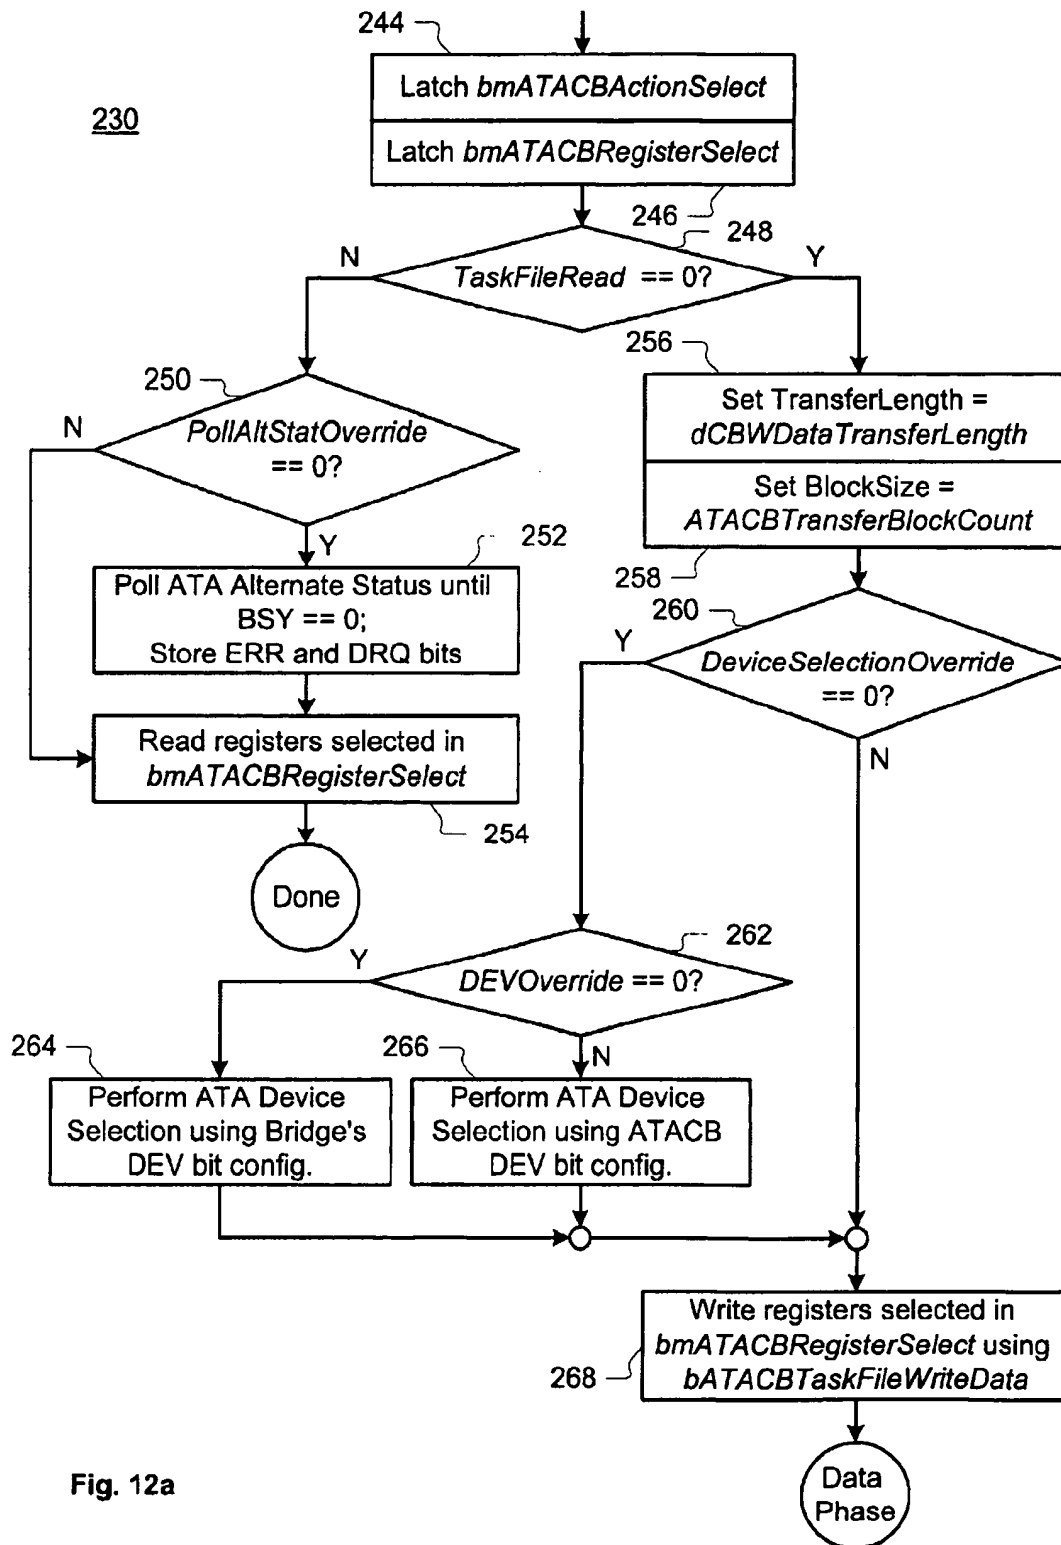 244
Latch bmATACBActionSelect
230
Latch bmATACBRegisterSelect
246
248
N
TaskFileRead == 0?
Y
256
250
Set TransferLength =
dCBWDataTransferLength
N
PollAltStatOverride
== 0?
Set BlockSize =
ATACBTransferBlockCount
Y
252
258
Poll ATA Alternate Status until
BSY == 0;
Store ERR and DRQ bits
260
Y
DeviceSelectionOverride
== 0?
Read registers selected in
bmATACBRegisterSelect
N
254
Done
262
Y
DEVOverride == 0?
264
266
N
Perform ATA Device
Selection using Bridge's
DEV bit config.
Perform ATA Device
Selection using ATACB
DEV bit config.
Write registers selected in
bmATACBRegisterSelect using
bATACBTaskFileWriteData
268
Data
Phase
Fig. 12a